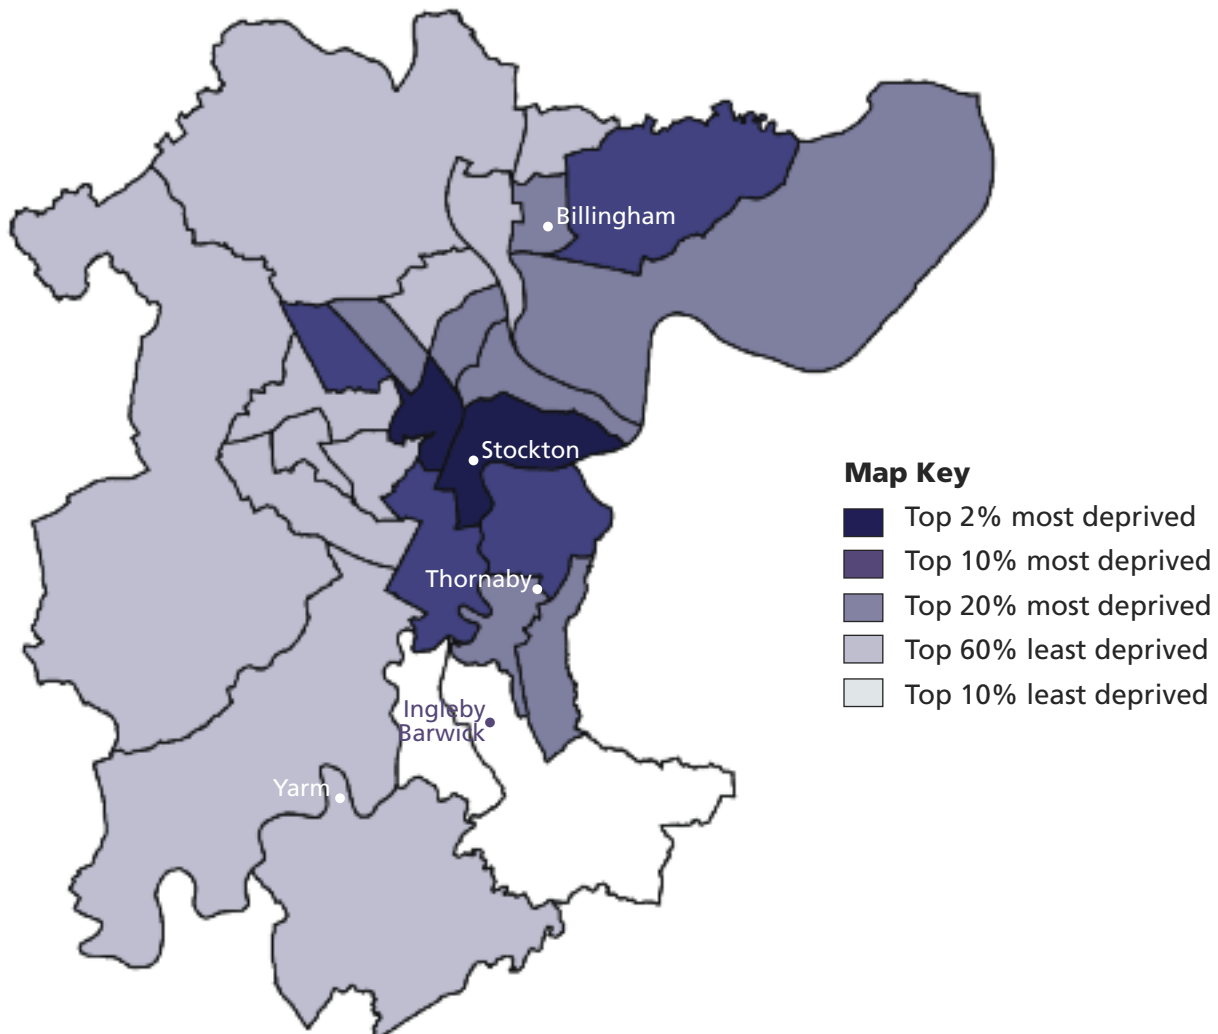 Billingham
Stockton
Thornaby
Ingleby
Barwick
Yarm
Map Key
Top 2% most deprived
Top 10% most deprived
Top 20% most deprived
Top 60% least deprived
Top 10% least deprived